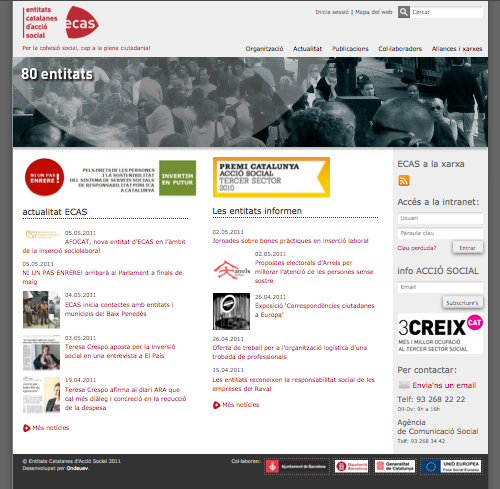 entitats
catalanes
d'acció
social
ecas
Per la cohesió social, cap a la plena ciutadania!
Inicia sessió | Mapa del web
Cercar
Organització Actualitat Publicacions Col·laboradors Aliances i xarxes
80 entitats
NI UN PAS
ENRERE!
PELS DRETS DE LES PERSONES
I LA SOSTENIBILITAT
DEL SISTEMA DE SERVEIS SOCIALS
DE RESPONSABILITAT PÚBLICA
A CATALUNYA
INVERTIM
EN FUTUR
PREMI CATALUNYA
ACCIÓ SOCIAL
TERCER SECTOR
2010
actualitat ECAS
05.05.2011
AFOCAT, nova entitat d'ECAS en l'àmbit
de la inserció sociolaboral
05.05.2011
NI UN PAS ENRERE! arribarà al Parlament a finals de
maig
04.05.2011
ECAS inicia contactes amb entitats i
municipis del Baix Penedès
03.05.2011
Teresa Crespo aposta per la inversió
social en una entrevista a El País
19.04.2011
Teresa Crespo afirma al diari ARA que
cal més diàleg i concreció en la reducció
de la despesa
Més notícies
Les entitats informen
02.05.2011
Jornades sobre bones pràctiques en inserció laboral
arrels
02.05.2011
Propostes electorals d'Arrels per
millorar l'atenció de les persones sense
sostre
26.04.2011
Exposició 'Correspondències ciutadanes
a Europa'
26.04.2011
Oferta de treball per a l'organització logística d'una
trobada de professionals
15.04.2011
Les entitats reconeixen la responsabilitat social de les
empreses del Raval
Més notícies
ECAS a la xarxa
Accés a la intranet:
Usuari
Paraula clau
Clau perduda?
Entrar
info ACCIÓ SOCIAL
Email
Subscriure's
3CREIX CAT
MÉS I MILLOR OCUPACIÓ
AL TERCER SECTOR SOCIAL
Per contactar:
Envia'ns un email
Telf: 93 268 22 22
Dll-Dv: 9h a 16h
Agència
de Comunicació Social
Telf: 93 268 34 42
© Entitats Catalanes d'Acció Social 2011
Desenvolupat per Ondauev.
Col·laboren:
Ajuntament de Barcelona
Diputació
Barcelona
Generalitat
de Catalunya
UNIÓ EUROPEA
Fons Social Europeu